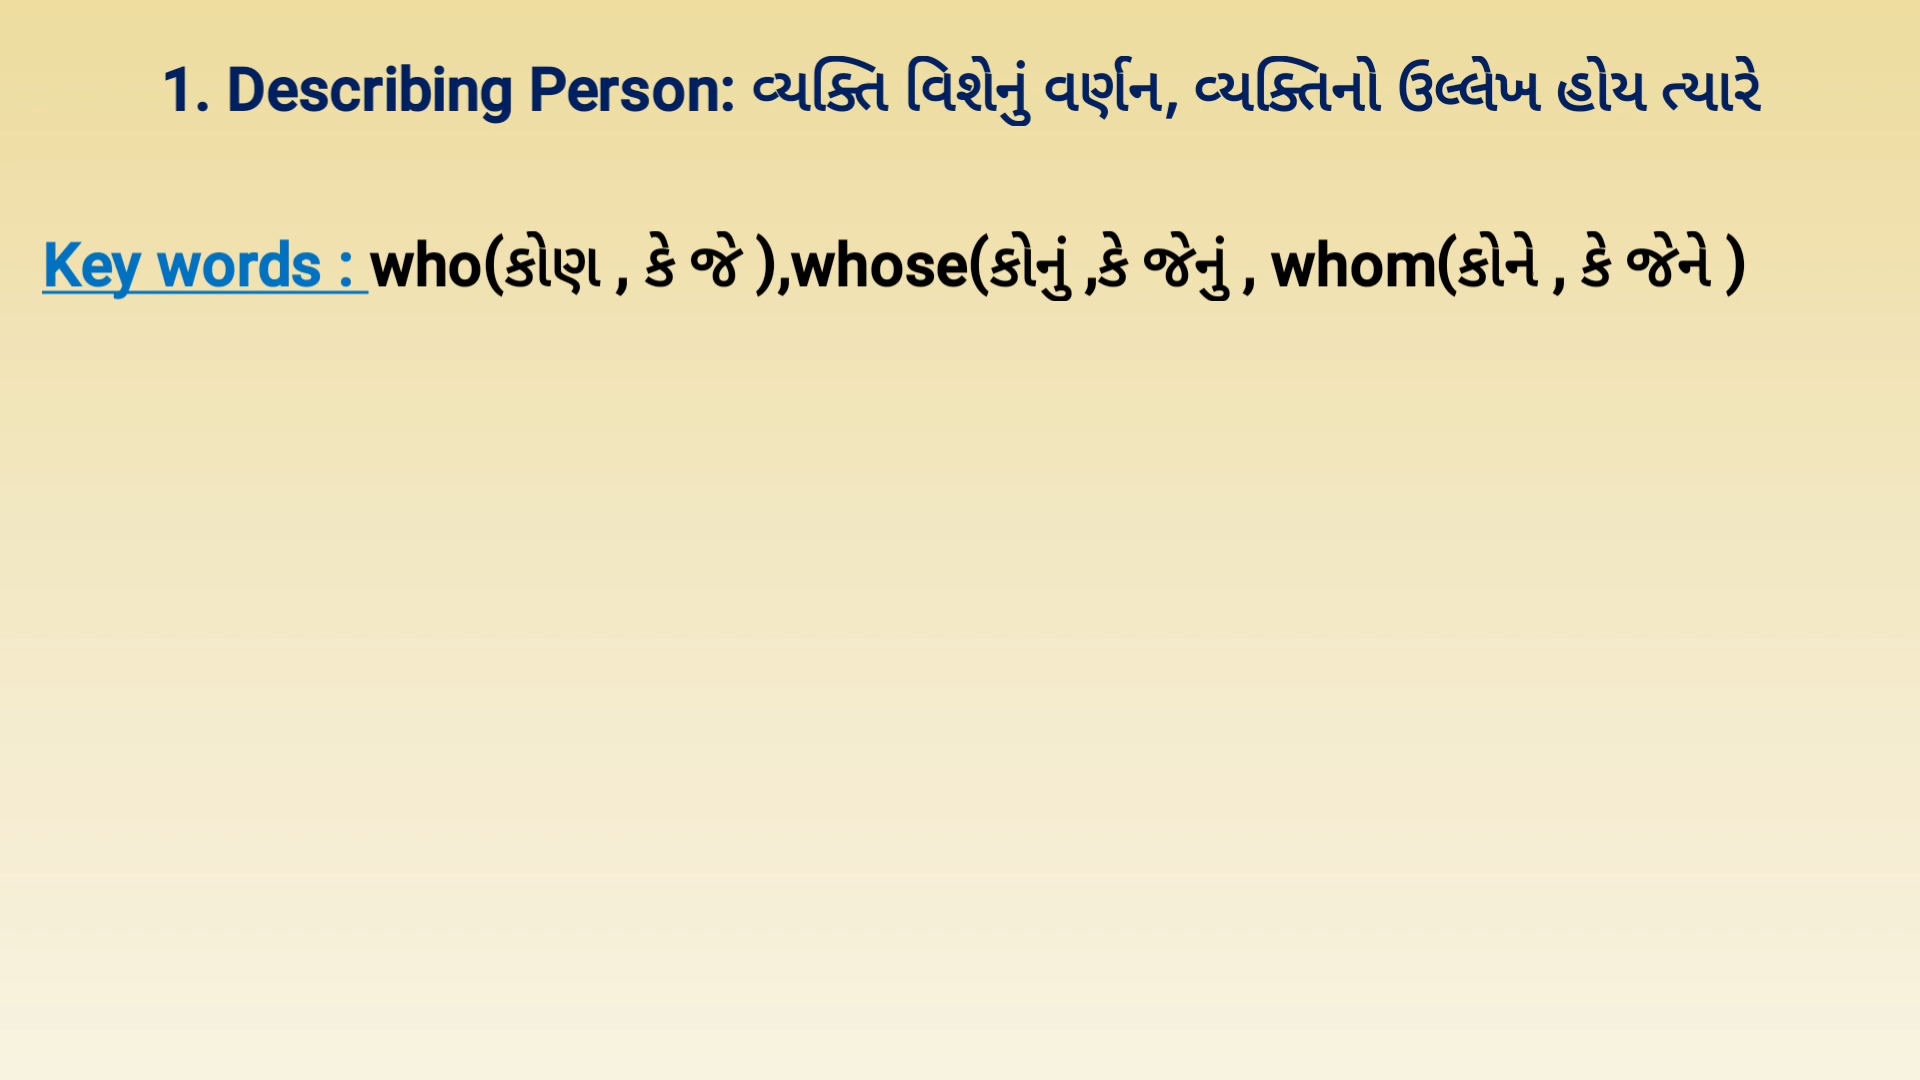 1. Describing Person: વ્યક્તિ વિશેનું વર્ણન, વ્યક્તિનો ઉલ્લેખ હોય ત્યારે
Key words : who(કોણ , કે જે ),whose(કોનું ,કે જેનું , whom(કોને , કે જેને )